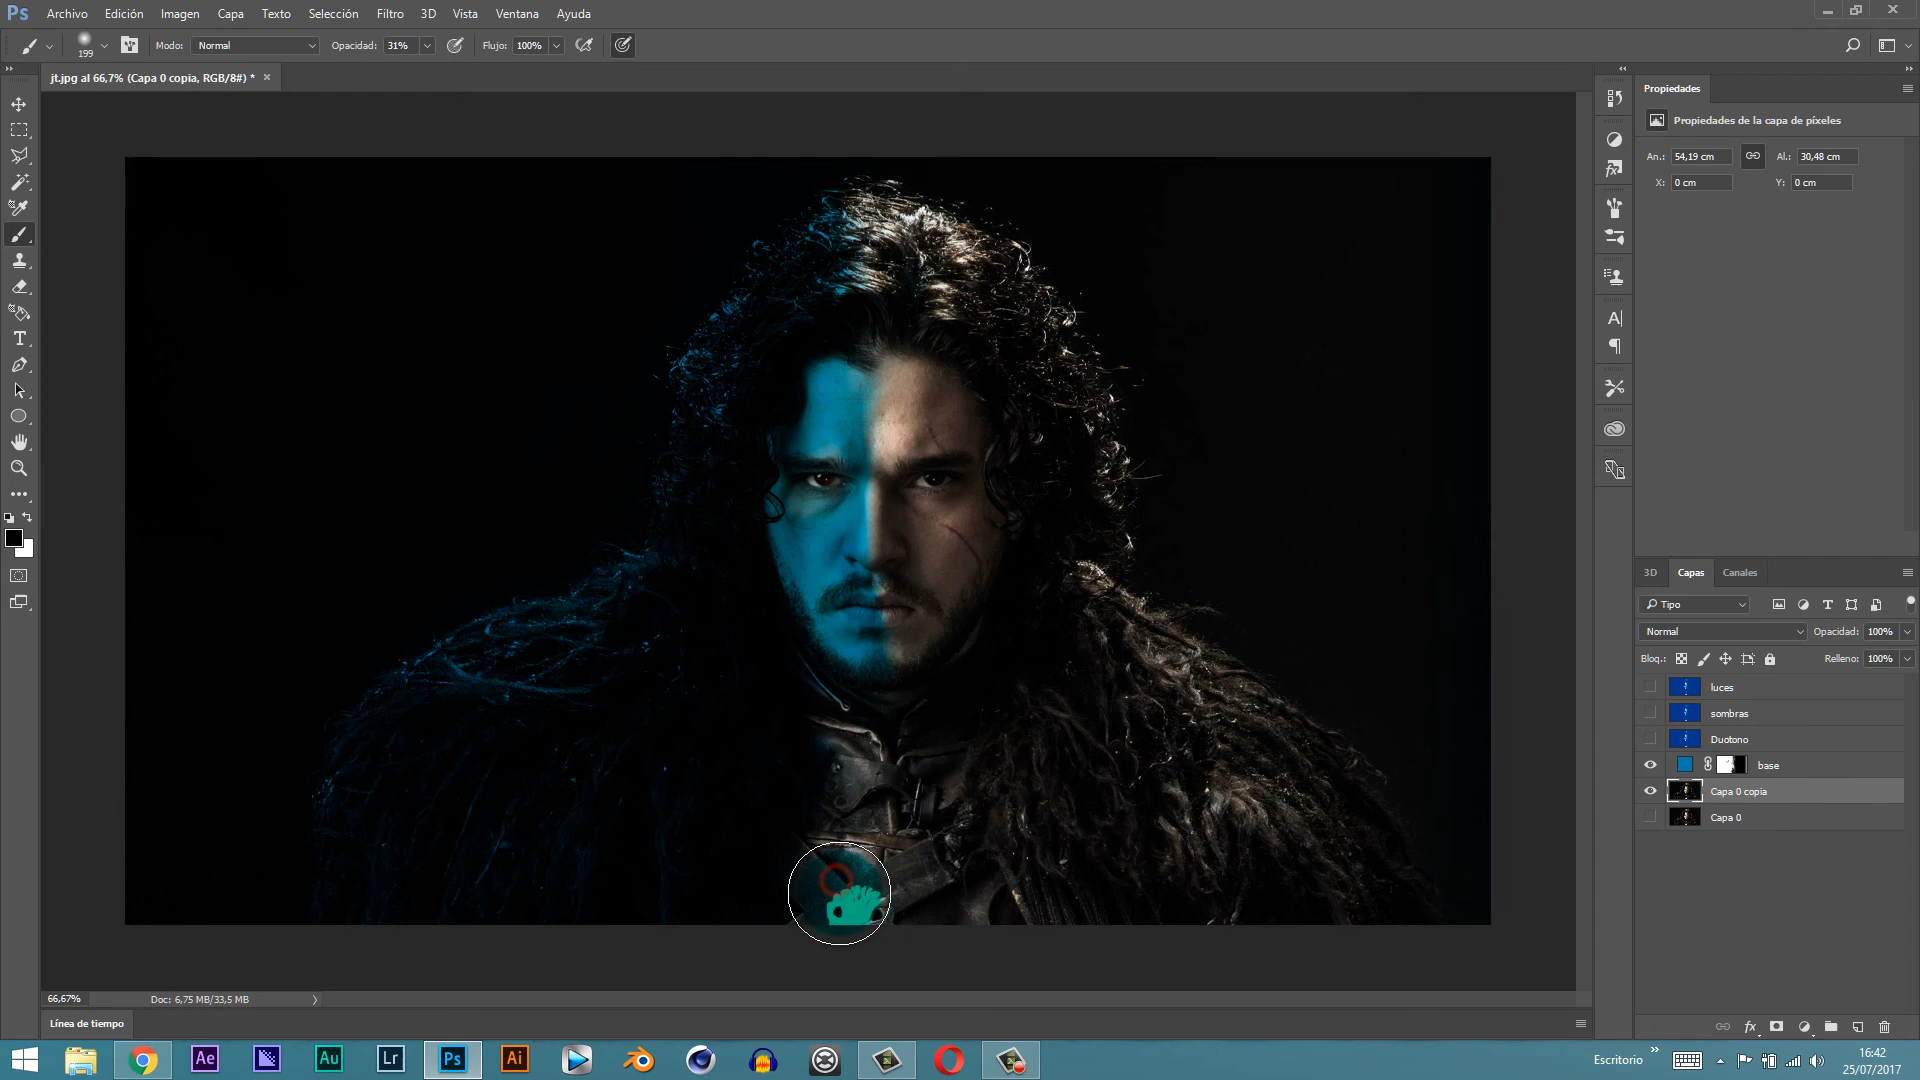 Ps Archivo Edición Imagen Capa Texto Selección Filtro 3D Vista Ventana Ayuda
199 Modo: Normal Opacidad: 31% Flujo: 100%
jt.jpg al 66,7% (Capa 0 copia, RGB/8#) * ×
Propiedades
Propiedades de la capa de píxeles
An.: 54,19 cm Al.: 30,48 cm
X: 0 cm Y: 0 cm
3D Capas Canales
Tipo
Normal Opacidad: 100%
Bloq.: Relleno: 100%
luces
sombras
Duotono
base
Capa 0 copia
Capa 0
66,67% Doc: 6,75 MB/33,5 MB
Línea de tiempo
fx
Ae Au Lr Ps Ai
Escritorio
16:42
25/07/2017